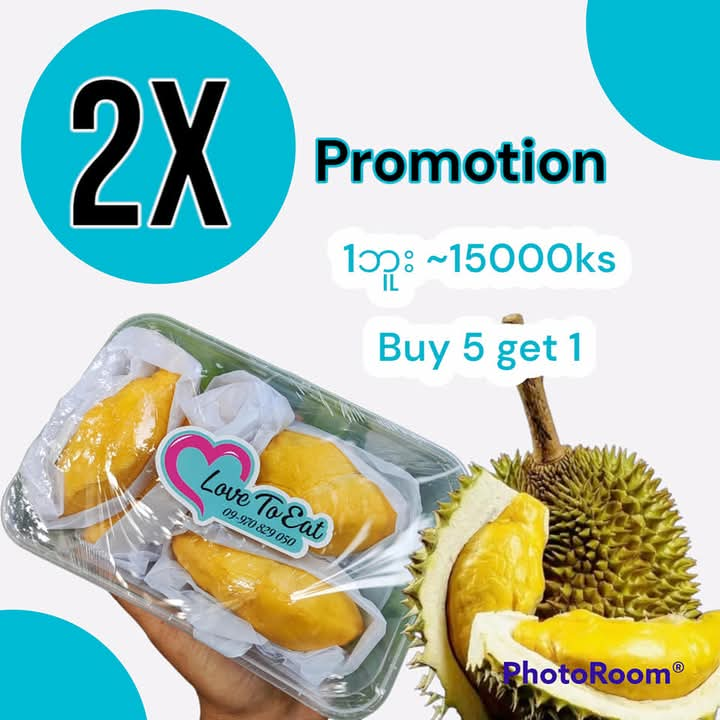 2X
Promotion
1ဘူး ~15000ks
Buy 5 get 1
Love To Eat
09-970 829 050
PhotoRoom®